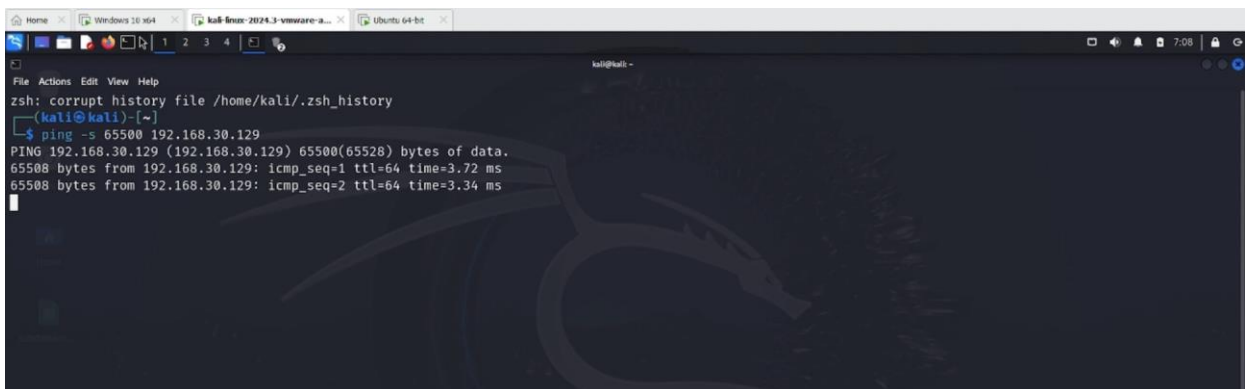 Home Windows 10 x64 kali-linux-2024.3-vmware-a... Ubuntu 64-bit
1 2 3 4 7:08
kali@kali: ~
File Actions Edit View Help
zsh: corrupt history file /home/kali/.zsh_history
(kali㉿kali)-[~]
$ ping -s 65500 192.168.30.129
PING 192.168.30.129 (192.168.30.129) 65500(65528) bytes of data.
65508 bytes from 192.168.30.129: icmp_seq=1 ttl=64 time=3.72 ms
65508 bytes from 192.168.30.129: icmp_seq=2 ttl=64 time=3.34 ms